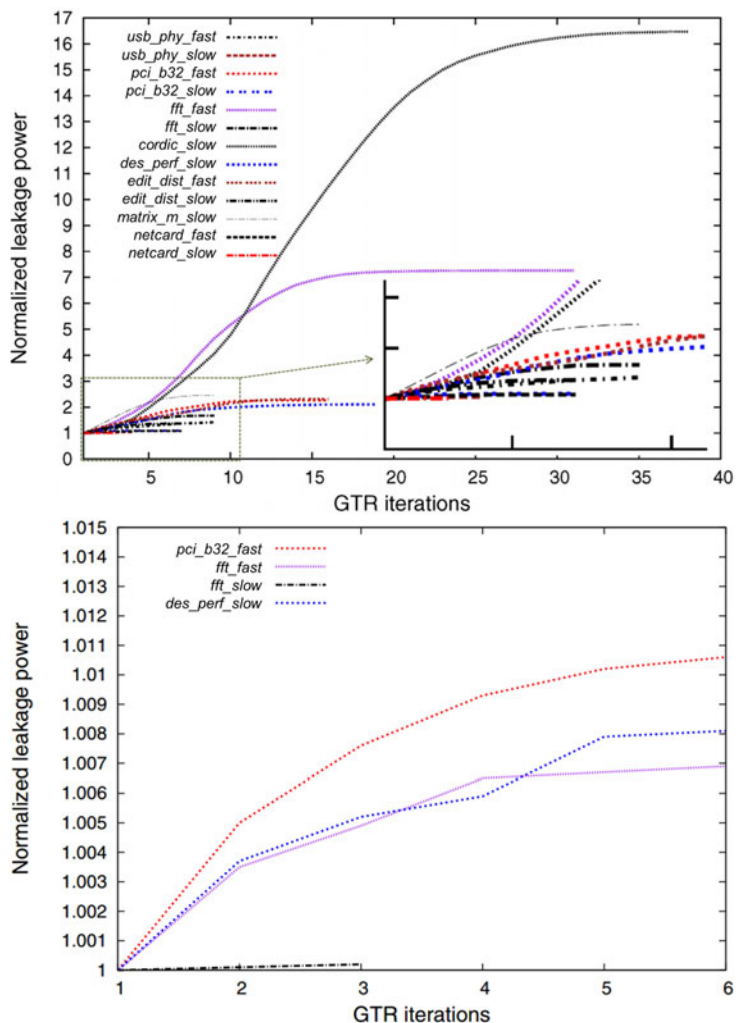 Normalized leakage power
17
16
15
14
13
12
11
10
9
8
7
6
5
4
3
2
1
0
usb_phy_fast
usb_phy_slow
pci_b32_fast
pci_b32_slow
fft_fast
fft_slow
cordic_slow
des_perf_slow
edit_dist_fast
edit_dist_slow
matrix_m_slow
netcard_fast
netcard_slow
5 10 15 20 25 30 35 40
GTR iterations
Normalized leakage power
1.015
1.014
1.013
1.012
1.011
1.01
1.009
1.008
1.007
1.006
1.005
1.004
1.003
1.002
1.001
1
pci_b32_fast
fft_fast
fft_slow
des_perf_slow
1 2 3 4 5 6
GTR iterations